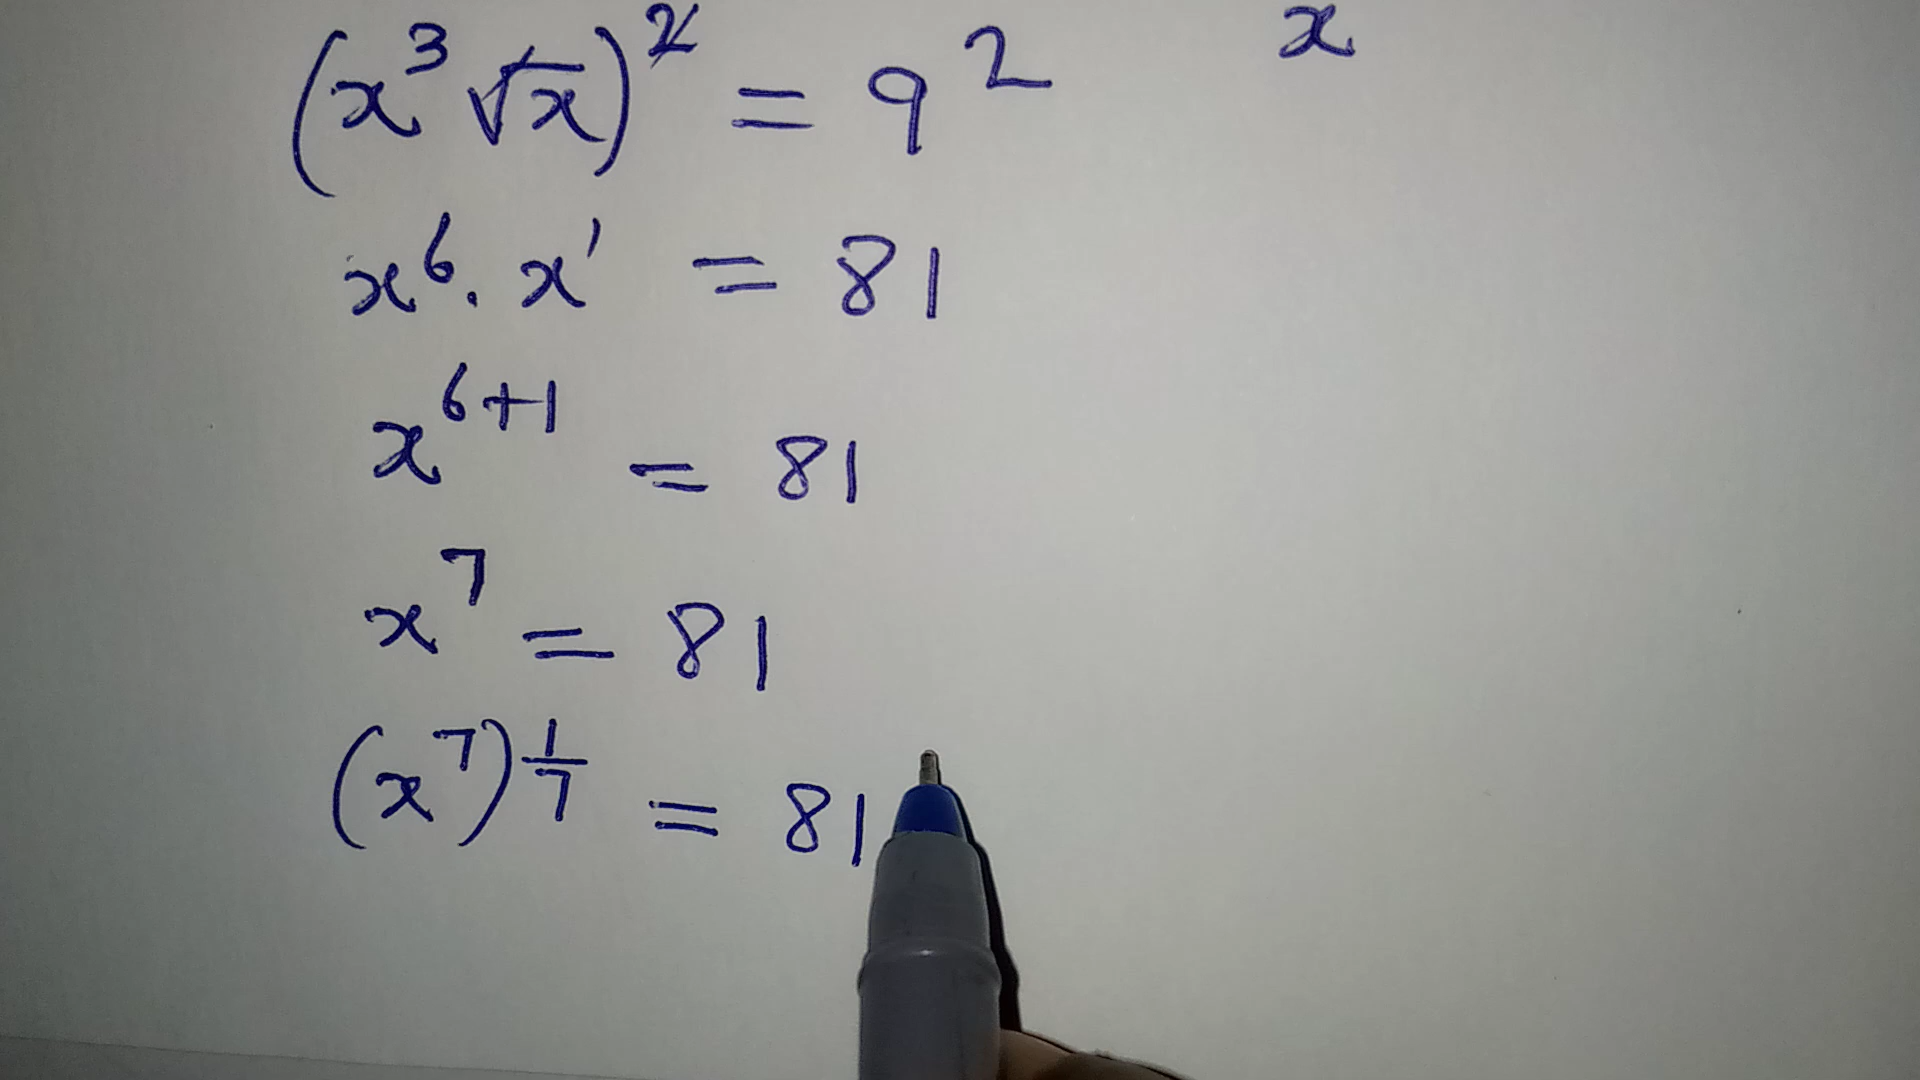 (x³√x)² = 9² x
x⁶. x¹ = 81
x⁶⁺¹ = 81
x⁷ = 81
(x⁷)^(1/7) = 81